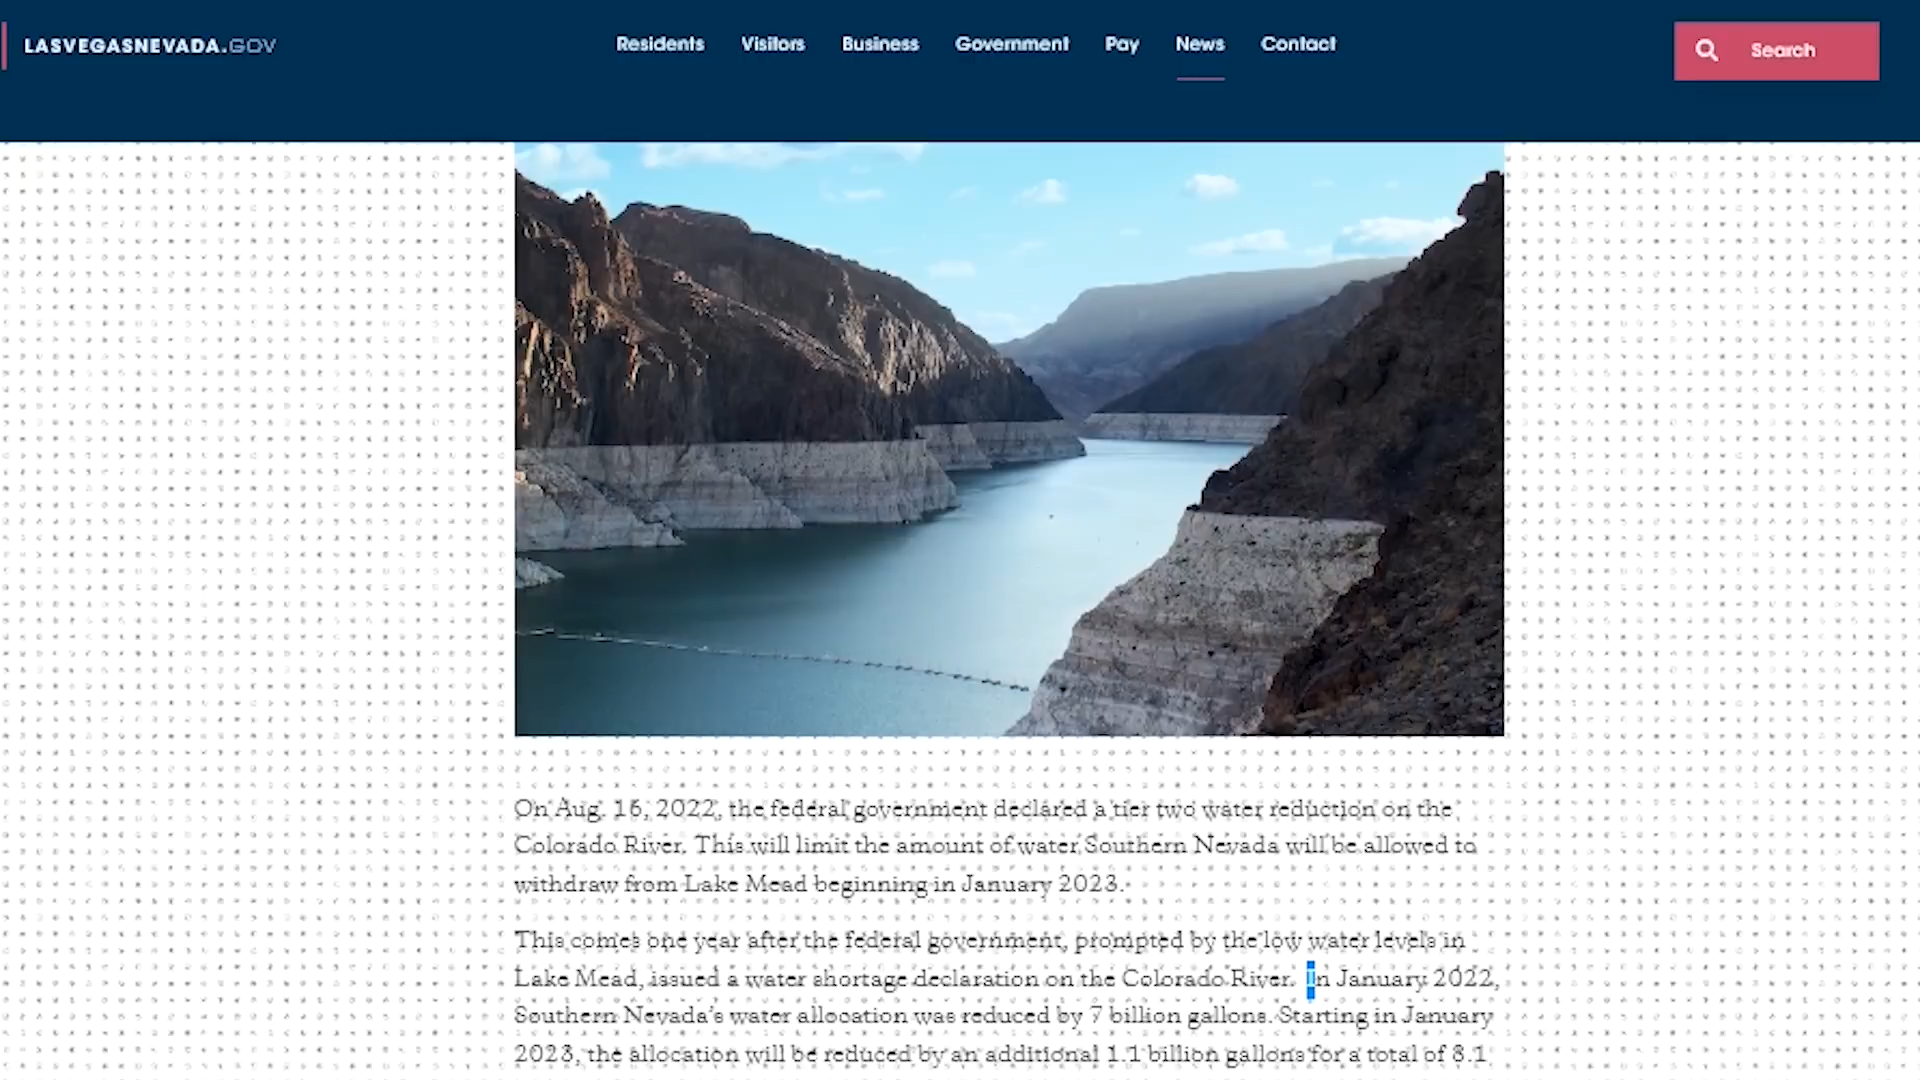 LASVEGASNEVADA.GOV
Residents Visitors Business Government Pay News Contact
Search
On Aug. 16, 2022, the federal government declared a tier two water reduction on the
Colorado River. This will limit the amount of water Southern Nevada will be allowed to
withdraw from Lake Mead beginning in January 2023.
This comes one year after the federal government, prompted by the low water levels in
Lake Mead, issued a water shortage declaration on the Colorado River. In January 2022,
Southern Nevada’s water allocation was reduced by 7 billion gallons. Starting in January
2023, the allocation will be reduced by an additional 1.1 billion gallons for a total of 8.1